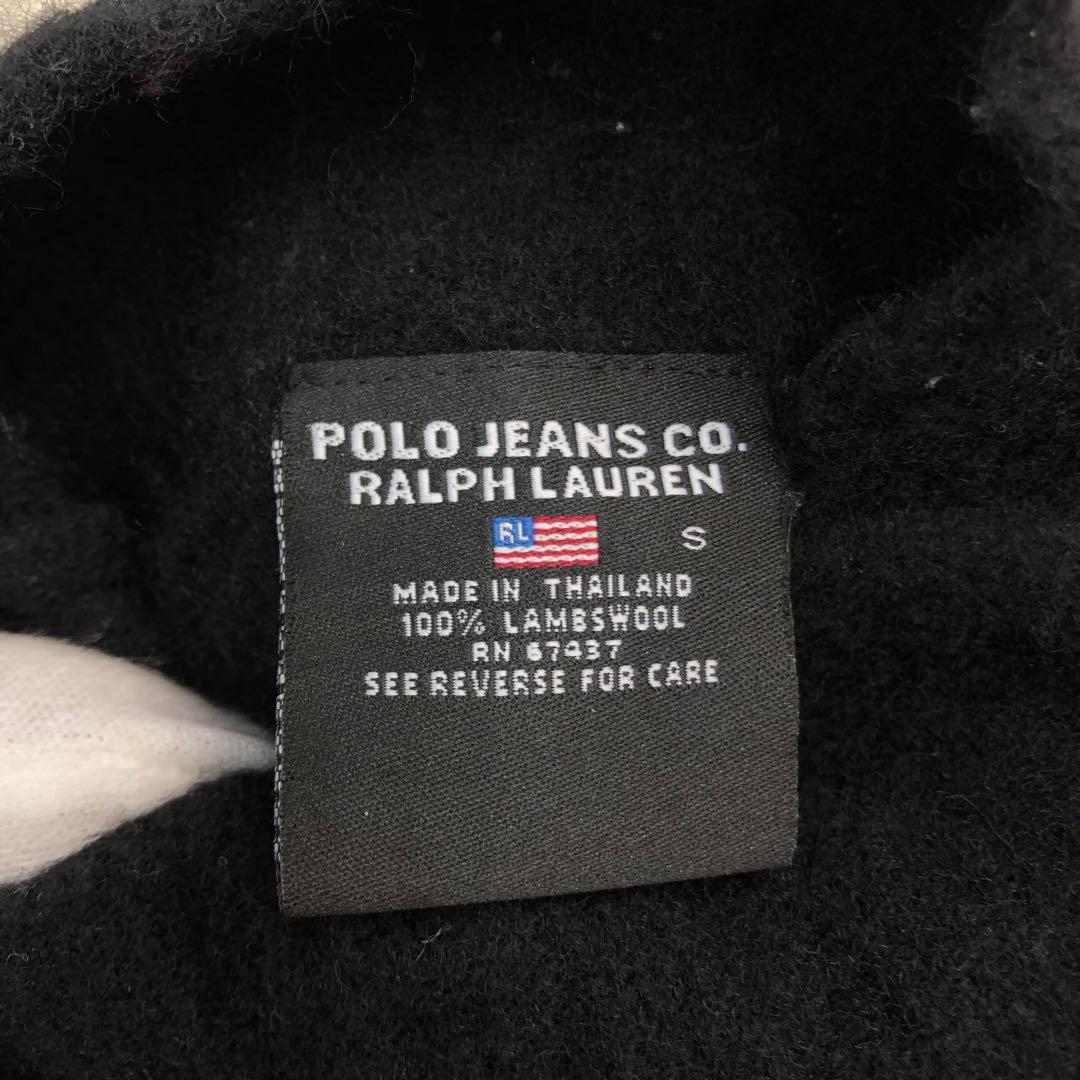 POLO JEANS CO.
RALPH LAUREN
RL
S
MADE IN THAILAND
100% LAMBSWOOL
RN 67437
SEE REVERSE FOR CARE